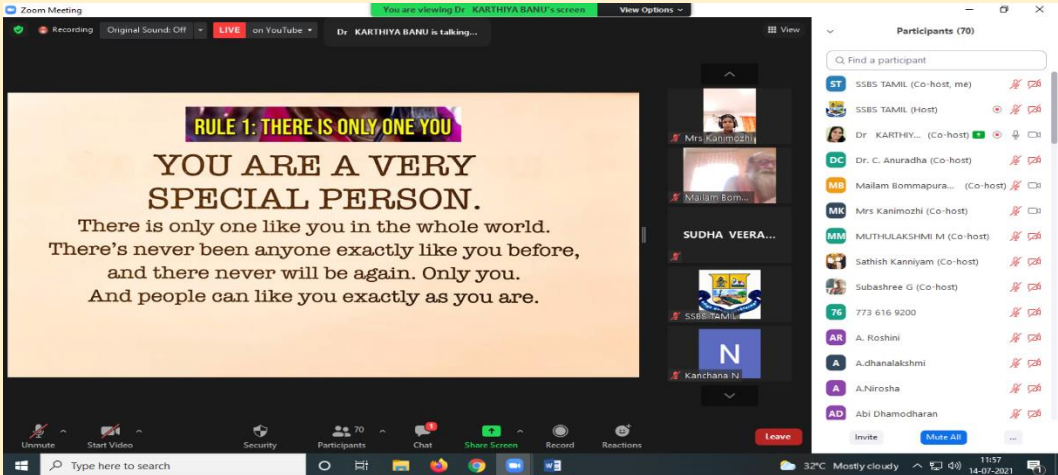 Zoom Meeting
You are viewing Dr KARTHIYA BANU's screen
View Options
Recording
Original Sound: Off
LIVE on YouTube
Dr KARTHIYA BANU is talking...
View
RULE 1: THERE IS ONLY ONE YOU
YOU ARE A VERY
SPECIAL PERSON.
There is only one like you in the whole world.
There's never been anyone exactly like you before,
and there never will be again. Only you.
And people can like you exactly as you are.
Mrs Kanimozhi
Mailam Bom...
SUDHA VEERA...
SSBS TAMIL
N
Kanchana N
Participants (70)
Find a participant
ST SSBS TAMIL (Co-host, me)
SSBS TAMIL (Host)
Dr KARTHIY... (Co-host)
DC Dr. C. Anuradha (Co-host)
MB Mailam Bommapura... (Co-host)
MK Mrs Kanimozhi (Co-host)
MM MUTHULAKSHMI M (Co-host)
Sathish Kanniyam (Co-host)
Subashree G (Co-host)
76 773 616 9200
AR A. Roshini
A A.dhanalakshmi
A A.Nirosha
AD Abi Dhamodharan
Invite
Mute All
...
Unmute
Start Video
Security
Participants
70
Chat
1
Share Screen
Record
Reactions
Leave
Type here to search
32°C Mostly cloudy
11:57
14-07-2021